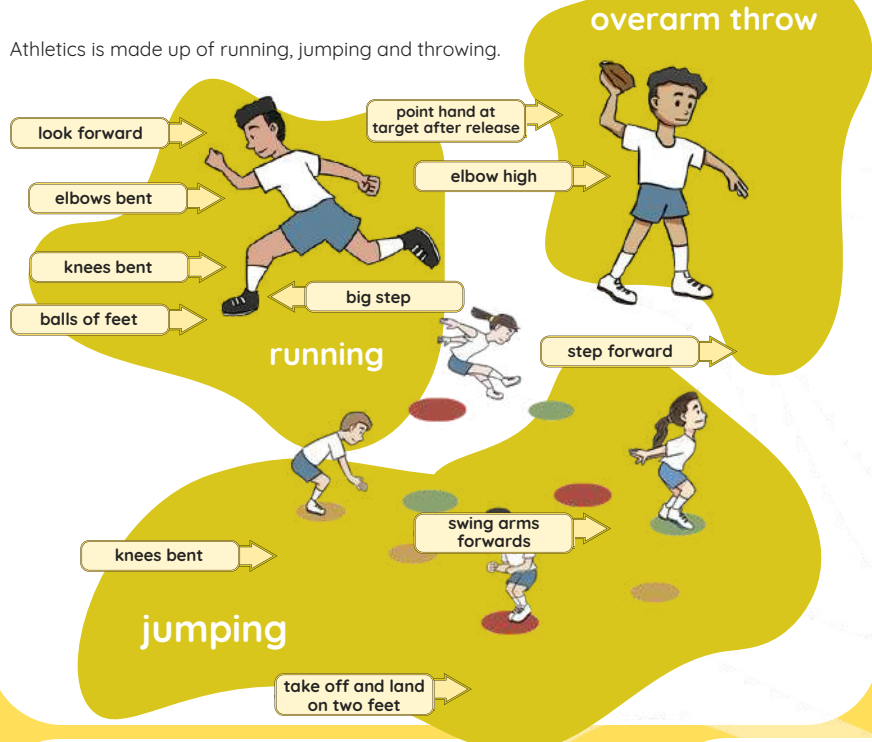 overarm throw
Athletics is made up of running, jumping and throwing.
look forward
elbows bent
knees bent
balls of feet
big step
running
point hand at
target after release
elbow high
step forward
swing arms
forwards
knees bent
jumping
take off and land
on two feet